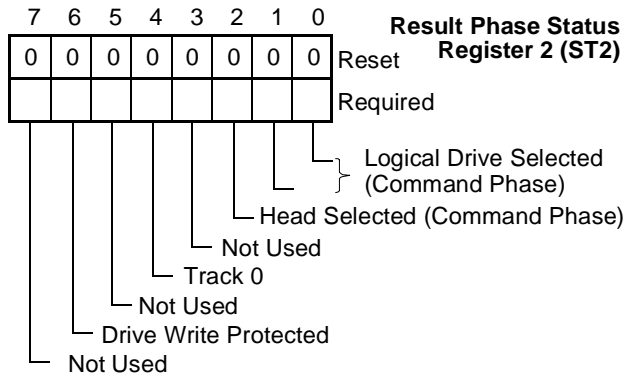 7 6 5 4 3 2 1 0
Result Phase Status
Register 2 (ST2)
0 0 0 0 0 0 0 0 Reset
Required
Logical Drive Selected
(Command Phase)
Head Selected (Command Phase)
Not Used
Track 0
Not Used
Drive Write Protected
Not Used